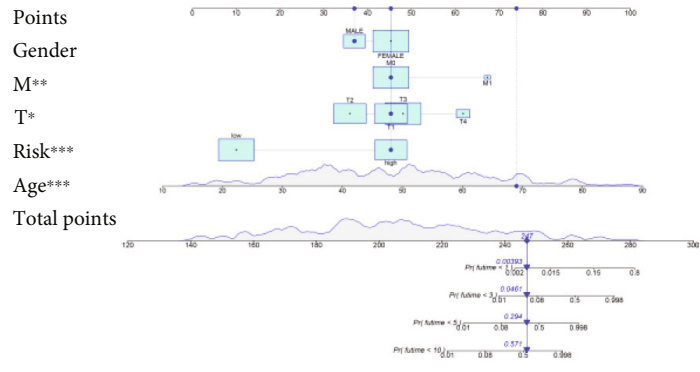 Points
0 10 20 30 40 50 60 70 80 90 100
Gender
MALE
FEMALE
M**
M0
M1
T*
T2 T3
T1 T4
Risk***
low
high
Age***
10 20 30 40 50 60 70 80 90
Total points
120 140 160 180 200 220 240 260 280 300
247
0.00393
Pr( futime < 1 ) 0.002 0.015 0.15 0.8
0.0461
Pr( futime < 3 ) 0.01 0.08 0.5 0.998
0.294
Pr( futime < 5 ) 0.01 0.08 0.5 0.998
0.571
Pr( futime < 10 ) 0.01 0.08 0.5 0.998